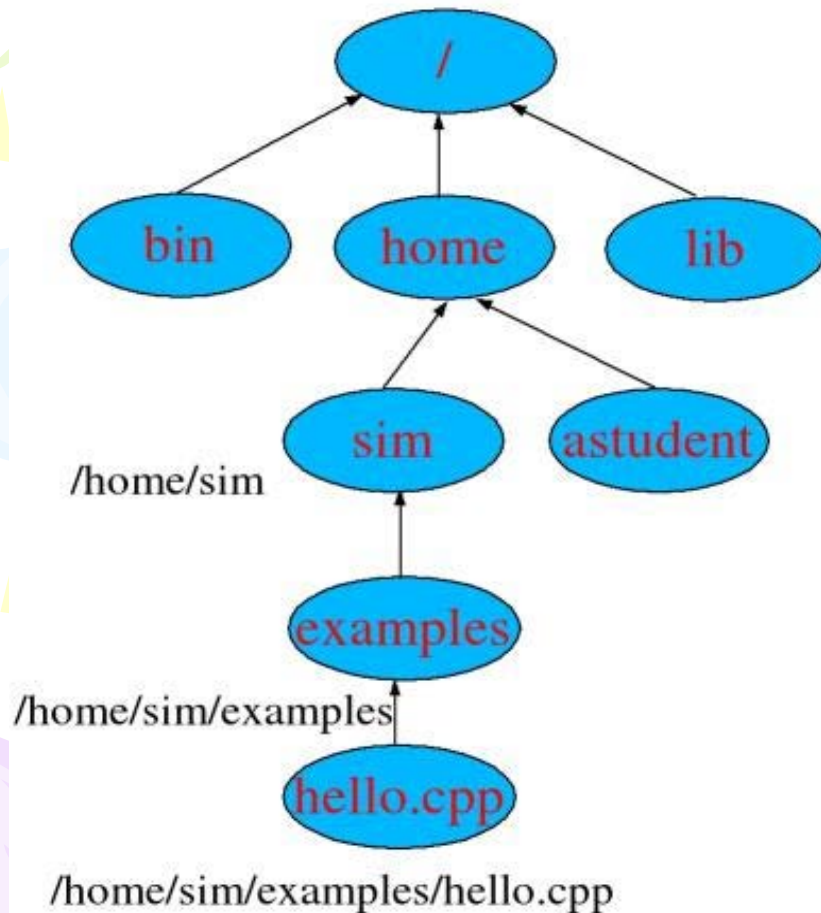 /
bin
home
lib
sim
astudent
/home/sim
examples
/home/sim/examples
hello.cpp
/home/sim/examples/hello.cpp